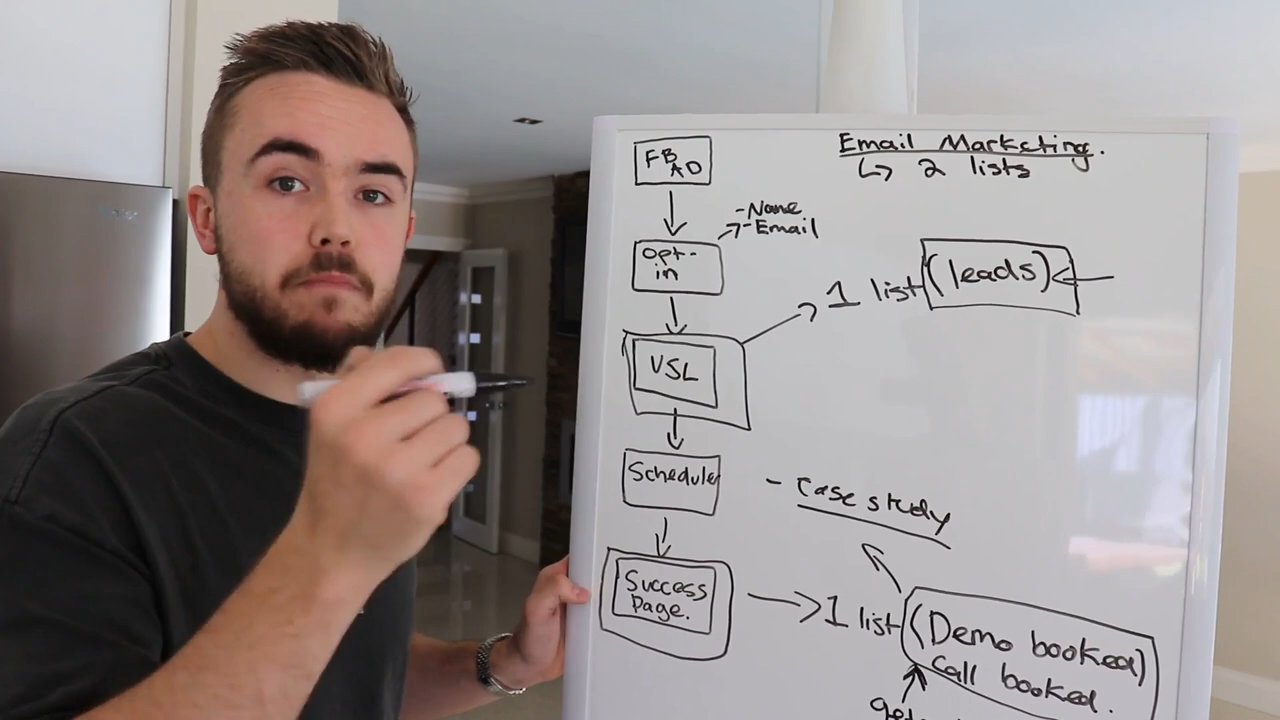 FB AD
Email Marketing.
↳ 2 lists
- Name
- Email
Opt-
in
1 list (leads)
VSL
Scheduler
- Case study
Success
Page.
1 list (Demo booked)
Call booked.